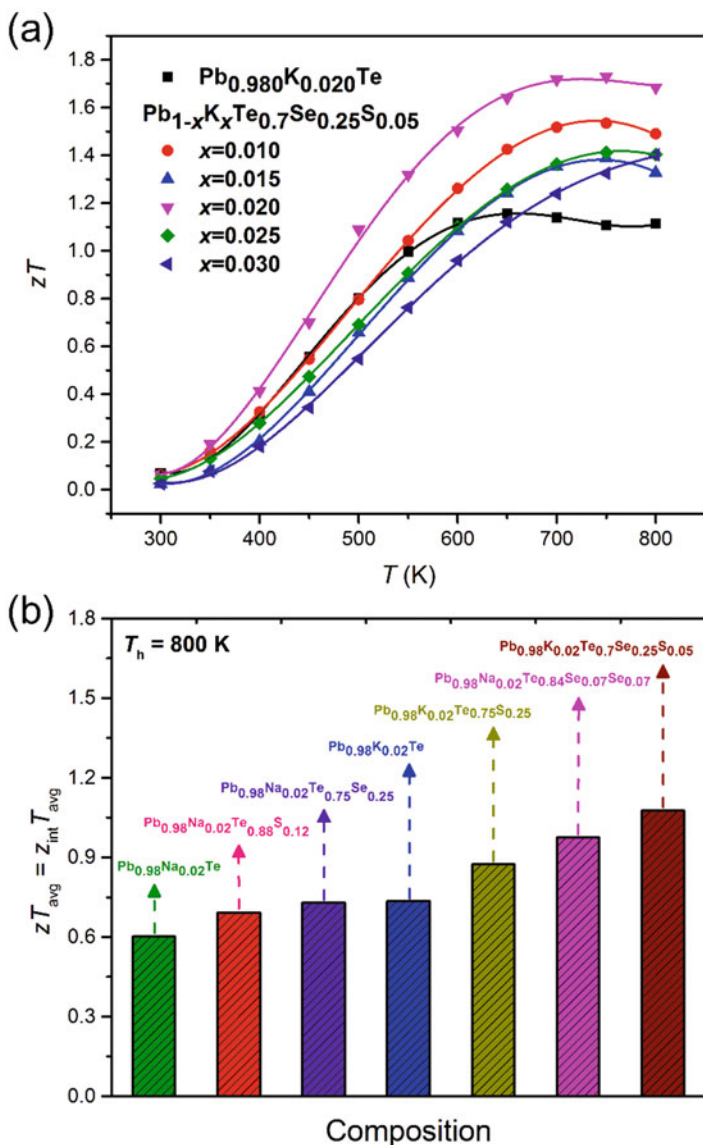 (a)
Pb0.980K0.020Te
Pb1-xKxTe0.7Se0.25S0.05
x=0.010
x=0.015
x=0.020
x=0.025
x=0.030
1.8
1.6
1.4
1.2
1.0
0.8
0.6
0.4
0.2
0.0
zT
300 400 500 600 700 800
T (K)
(b)
Th = 800 K
1.8
1.5
1.2
0.9
0.6
0.3
0.0
zTavg = zint Tavg
Pb0.98K0.02Te0.7Se0.25S0.05
Pb0.98Na0.02Te0.84Se0.07Se0.07
Pb0.98K0.02Te0.75S0.25
Pb0.98K0.02Te
Pb0.98Na0.02Te0.75Se0.25
Pb0.98Na0.02Te0.88S0.12
Pb0.98Na0.02Te
Composition